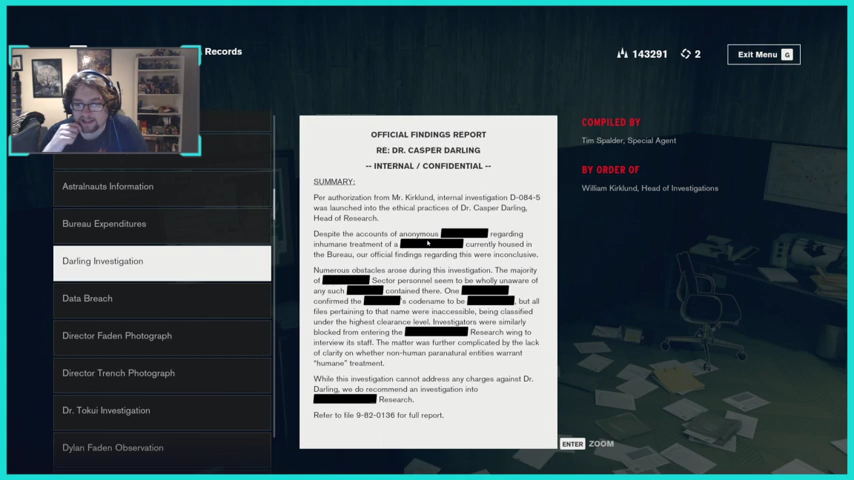 Records
143291
2
Exit Menu G
Astralnauts Information
Bureau Expenditures
Darling Investigation
Data Breach
Director Faden Photograph
Director Trench Photograph
Dr. Tokui Investigation
Dylan Faden Observation
OFFICIAL FINDINGS REPORT
RE: DR. CASPER DARLING
-- INTERNAL / CONFIDENTIAL --
SUMMARY:
Per authorization from Mr. Kirklund, internal investigation D-084-5
was launched into the ethical practices of Dr. Casper Darling,
Head of Research.
Despite the accounts of anonymous regarding
inhumane treatment of a currently housed in
the Bureau, our official findings regarding this were inconclusive.
Numerous obstacles arose during this investigation. The majority
of Sector personnel seem to be wholly unaware of
any such contained there. One
confirmed the 's codename to be , but all
files pertaining to that name were inaccessible, being classified
under the highest clearance level. Investigators were similarly
blocked from entering the Research wing to
interview its staff. The matter was further complicated by the lack
of clarity on whether non-human paranatural entities warrant
"humane" treatment.
While this investigation cannot address any charges against Dr.
Darling, we do recommend an investigation into
Research.
Refer to file 9-82-0136 for full report.
COMPILED BY
Tim Spalder, Special Agent
BY ORDER OF
William Kirklund, Head of Investigations
ENTER ZOOM